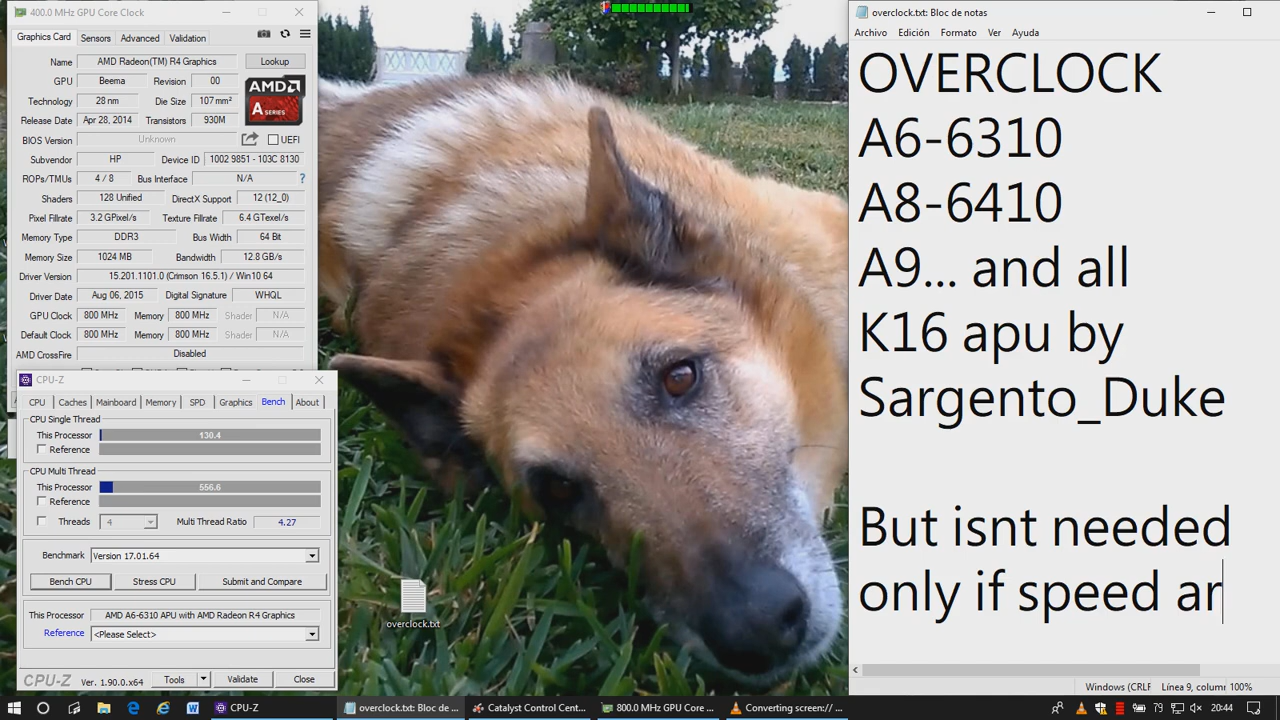 400.0 MHz GPU Core Clock
Graphics Card Sensors Advanced Validation
Name AMD Radeon(TM) R4 Graphics Lookup
GPU Beema Revision 00
Technology 28 nm Die Size 107 mm²
Release Date Apr 28, 2014 Transistors 930M
BIOS Version Unknown UEFI
Subvendor HP Device ID 1002 9851 - 103C 8130
ROPs/TMUs 4 / 8 Bus Interface N/A ?
Shaders 128 Unified DirectX Support 12 (12_0)
Pixel Fillrate 3.2 GPixel/s Texture Fillrate 6.4 GTexel/s
Memory Type DDR3 Bus Width 64 Bit
Memory Size 1024 MB Bandwidth 12.8 GB/s
Driver Version 15.201.1101.0 (Crimson 16.5.1) / Win10 64
Driver Date Aug 06, 2015 Digital Signature WHQL
GPU Clock 800 MHz Memory 800 MHz Shader N/A
Default Clock 800 MHz Memory 800 MHz Shader N/A
AMD CrossFire Disabled
AMD
A SERIES
CPU-Z
CPU Caches Mainboard Memory SPD Graphics Bench About
CPU Single Thread
This Processor 130.4
Reference
CPU Multi Thread
This Processor 556.6
Reference
Threads 4 Multi Thread Ratio 4.27
Benchmark Version 17.01.64
Bench CPU Stress CPU Submit and Compare
This Processor AMD A6-6310 APU with AMD Radeon R4 Graphics
Reference <Please Select>
CPU-Z Ver. 1.90.0.x64 Tools Validate Close
overclock.txt
overclock.txt: Bloc de notas
Archivo Edición Formato Ver Ayuda
OVERCLOCK
A6-6310
A8-6410
A9... and all
K16 apu by
Sargento_Duke
But isnt needed
only if speed ar
Windows (CRLF Línea 9, column 100%
CPU-Z overclock.txt: Bloc de ... Catalyst Control Cent... 800.0 MHz GPU Core ... Converting screen:// ... 79 20:44